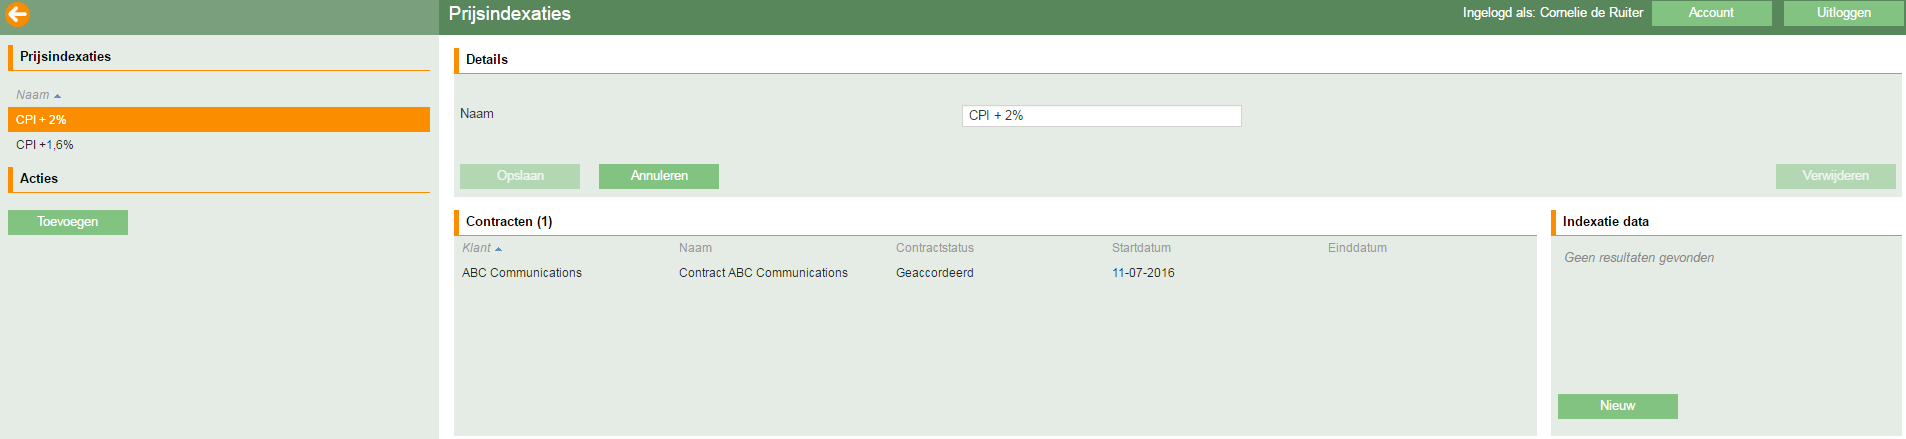 Prijsindexaties
Ingelogd als: Cornelie de Ruiter
Account
Uitloggen
Prijsindexaties
Naam
CPI + 2%
CPI +1,6%
Acties
Toevoegen
Details
Naam
CPI + 2%
Opslaan
Annuleren
Verwijderen
Contracten (1)
Klant Naam Contractstatus Startdatum Einddatum
ABC Communications Contract ABC Communications Geaccordeerd 11-07-2016
Indexatie data
Geen resultaten gevonden
Nieuw